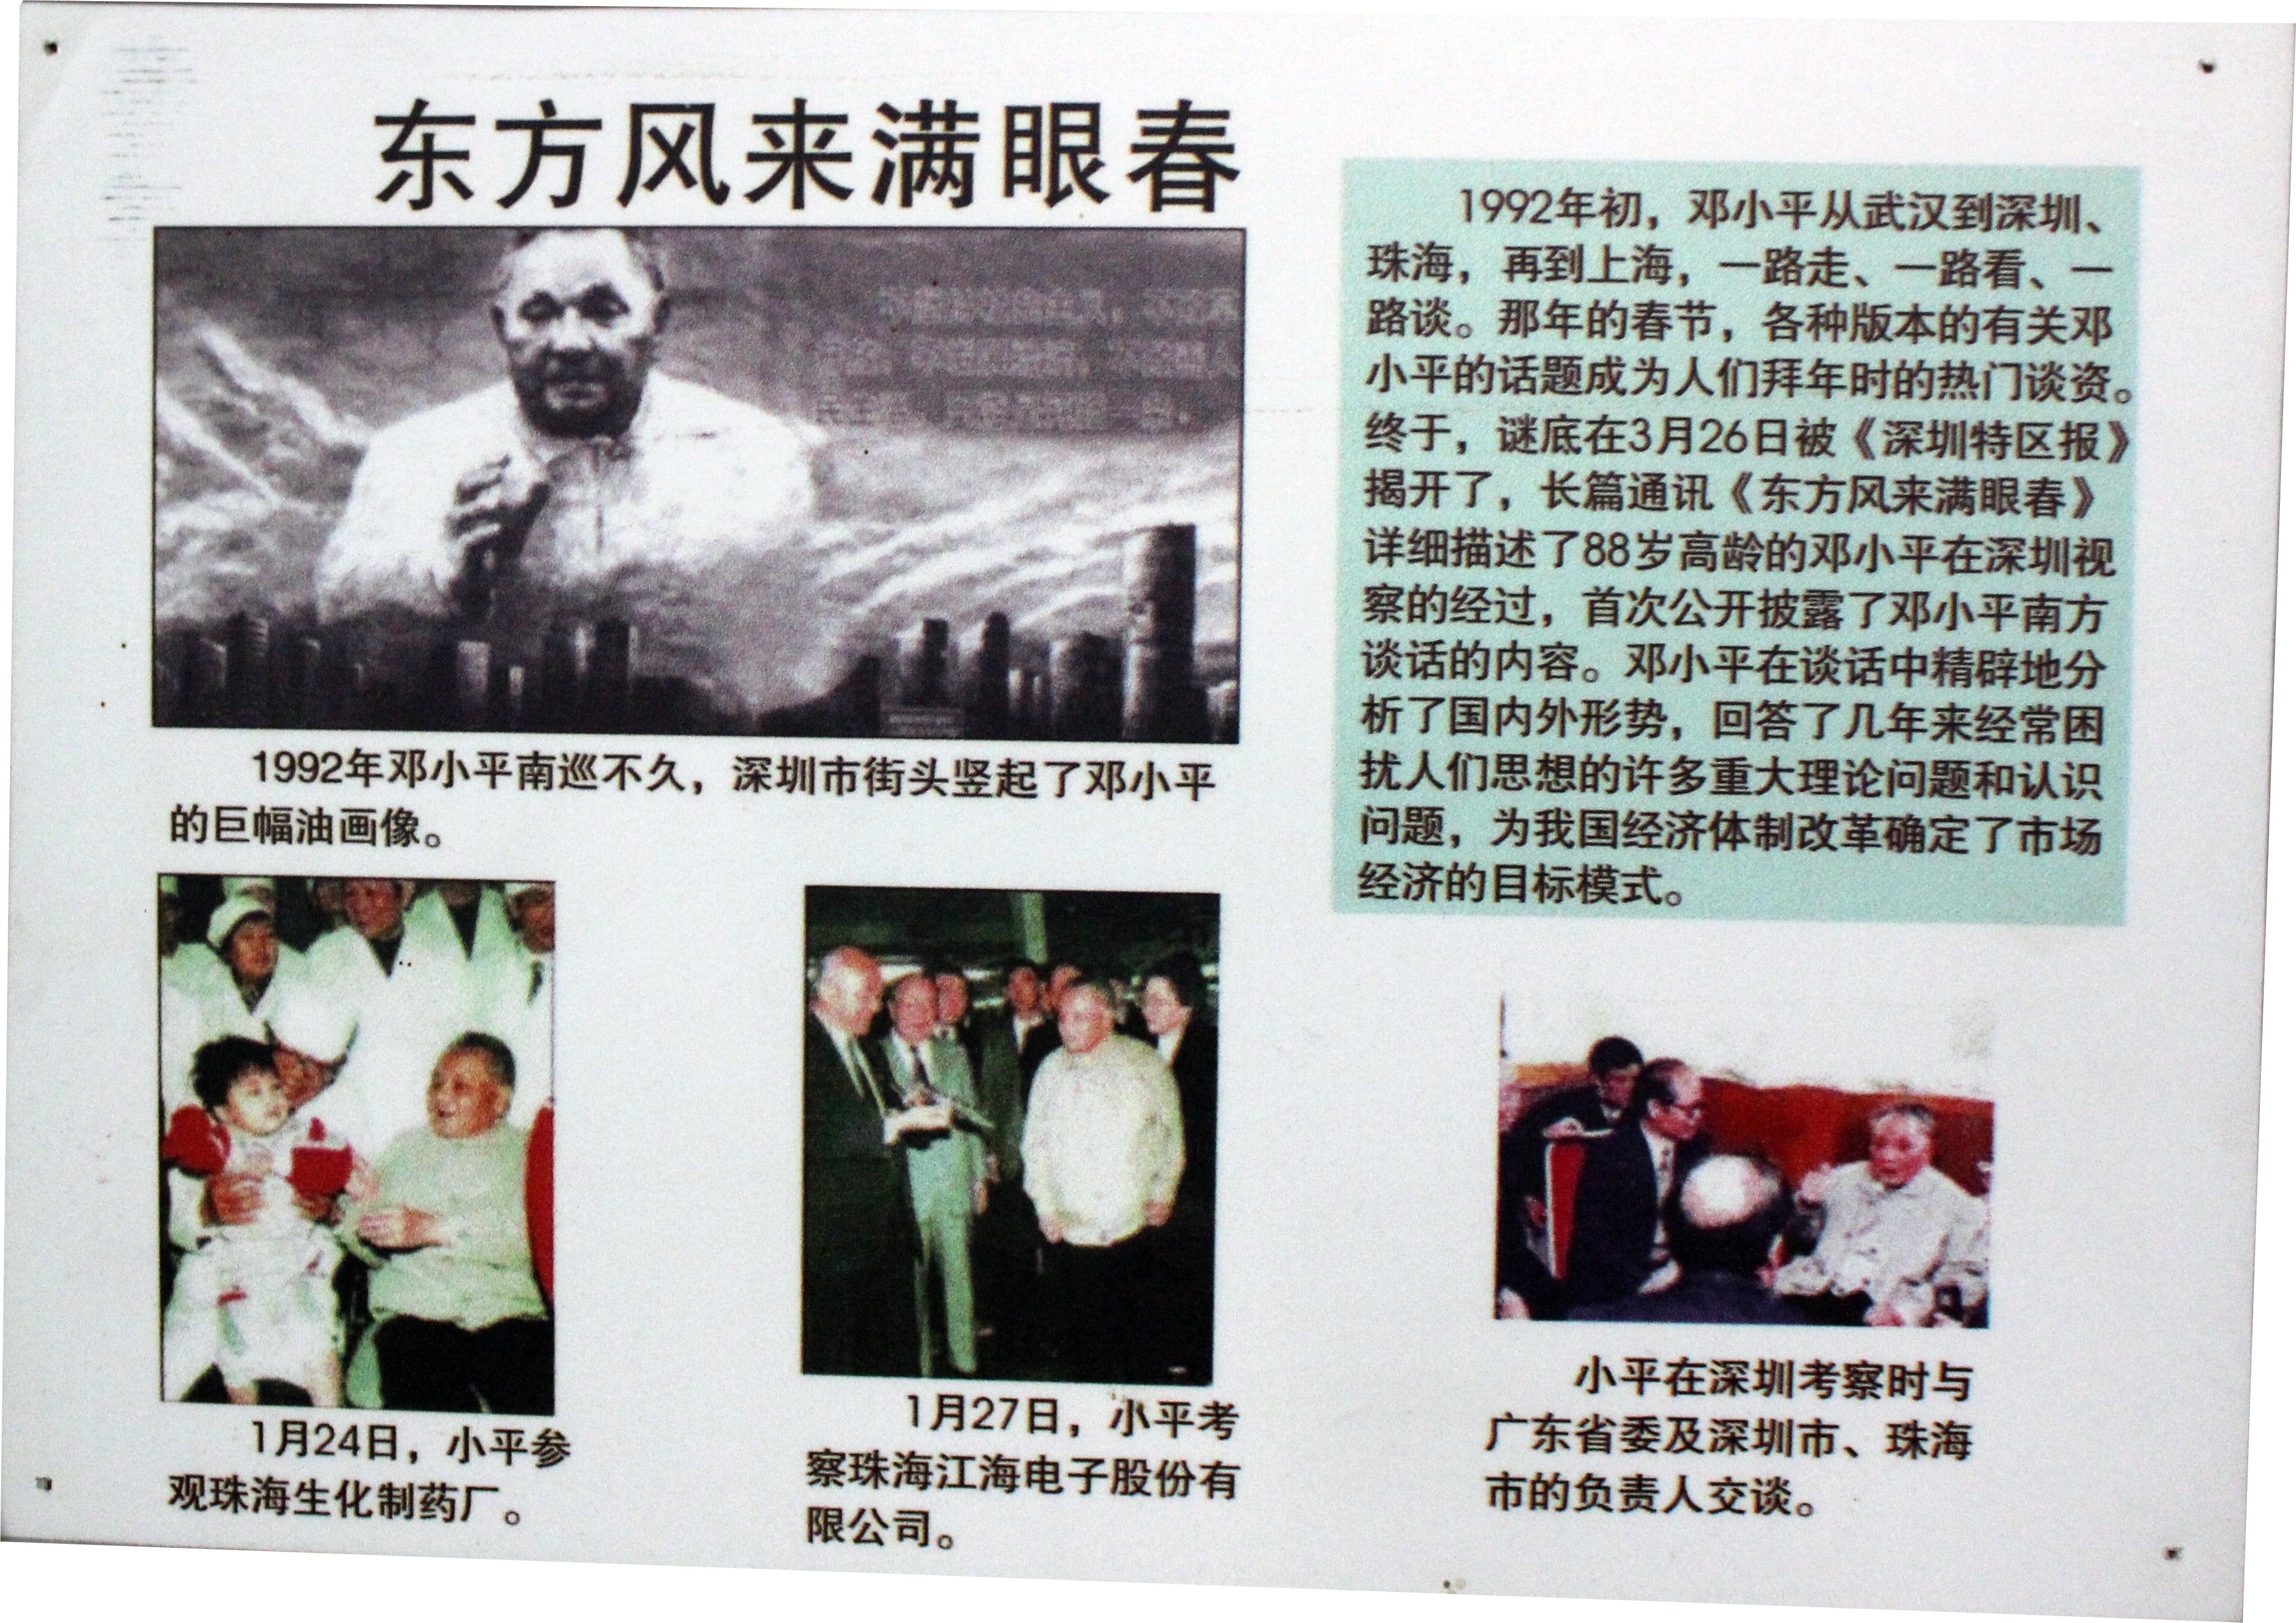 东方风来满眼春
1992年邓小平南巡不久，深圳市街头竖起了邓小平
的巨幅油画像。
1992年初，邓小平从武汉到深圳、
珠海，再到上海，一路走、一路看、一
路谈。那年的春节，各种版本的有关邓
小平的话题成为人们拜年时的热门谈资。
终于，谜底在3月26日被《深圳特区报》
揭开了，长篇通讯《东方风来满眼春》
详细描述了88岁高龄的邓小平在深圳视
察的经过，首次公开披露了邓小平南方
谈话的内容。邓小平在谈话中精辟地分
析了国内外形势，回答了几年来经常困
扰人们思想的许多重大理论问题和认识
问题，为我国经济体制改革确定了市场
经济的目标模式。
1月24日，小平参
观珠海生化制药厂。
1月27日，小平考
察珠海江海电子股份有
限公司。
小平在深圳考察时与
广东省委及深圳市、珠海
市的负责人交谈。